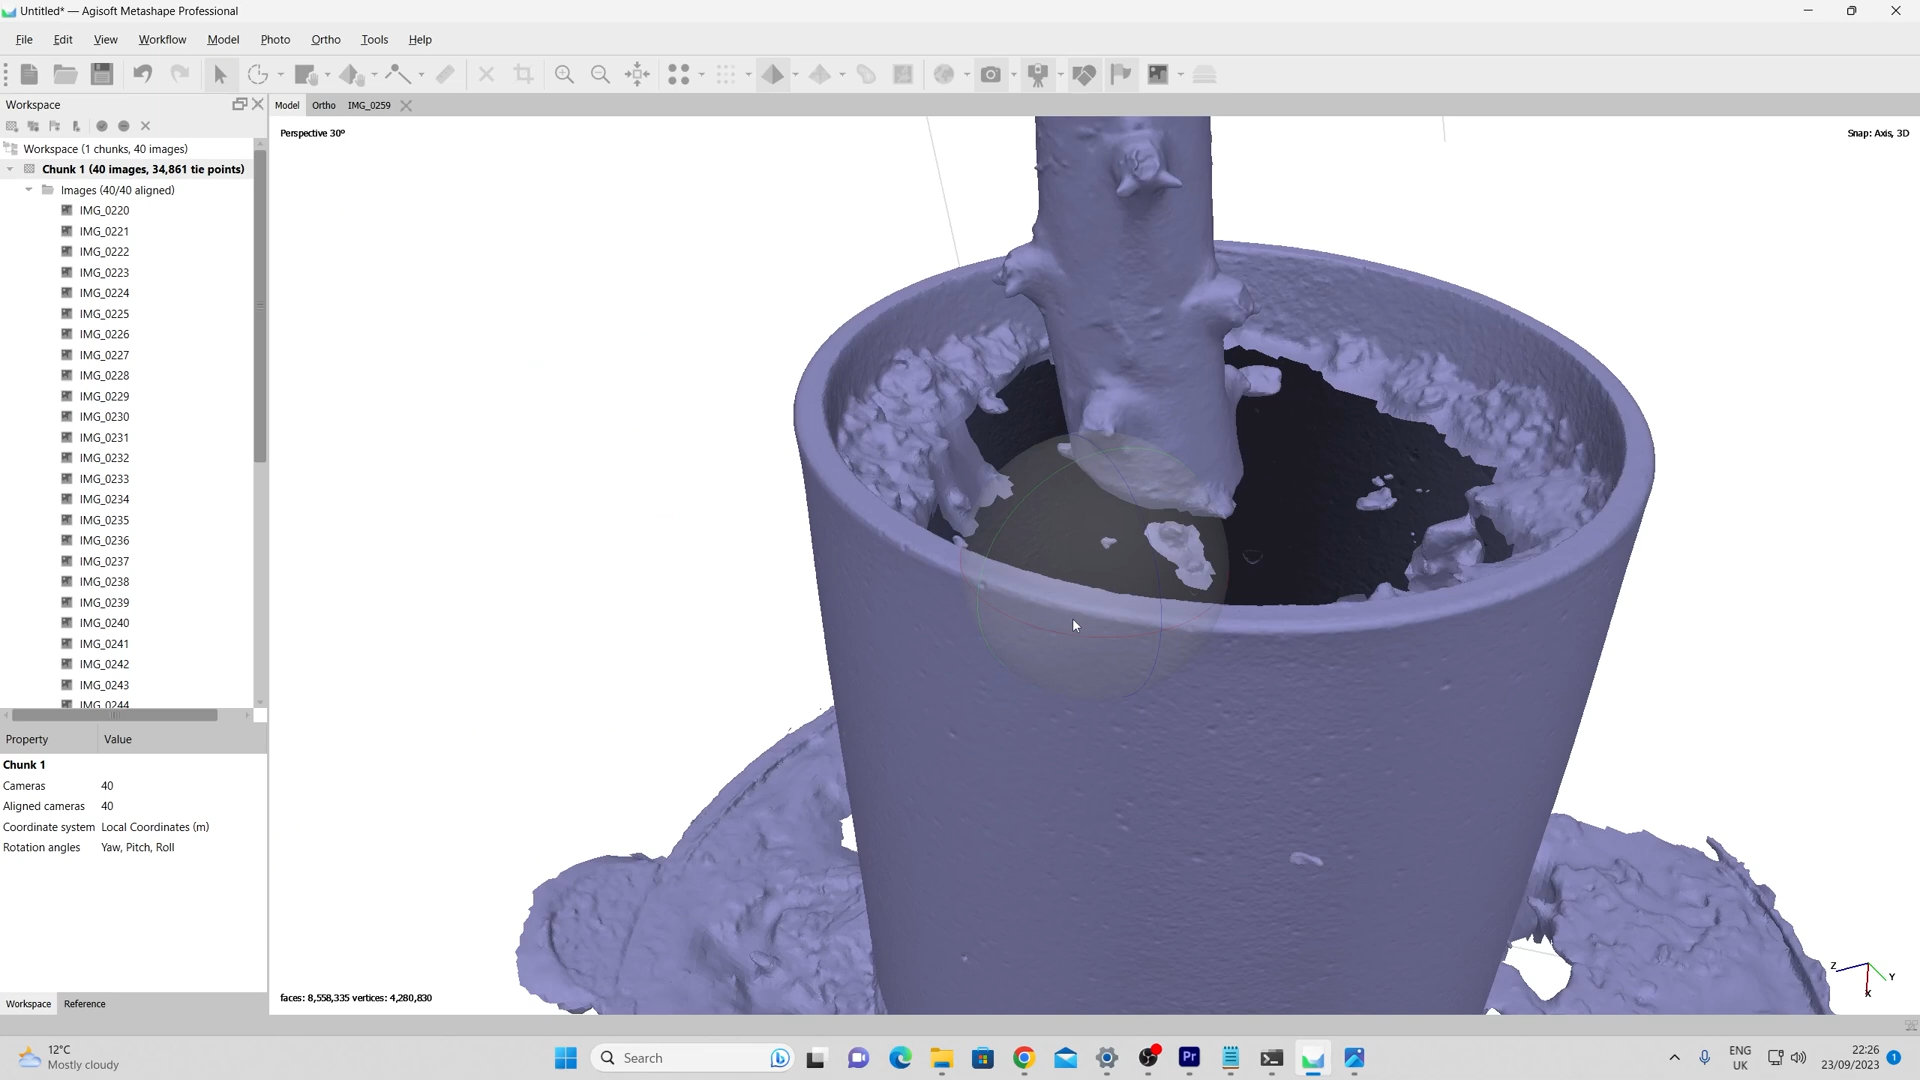 Untitled* — Agisoft Metashape Professional
File Edit View Workflow Model Photo Ortho Tools Help
Workspace
Model Ortho IMG_0259
Perspective 30°
Snap: Axis, 3D
Workspace (1 chunks, 40 images)
Chunk 1 (40 images, 34,861 tie points)
Images (40/40 aligned)
IMG_0220
IMG_0221
IMG_0222
IMG_0223
IMG_0224
IMG_0225
IMG_0226
IMG_0227
IMG_0228
IMG_0229
IMG_0230
IMG_0231
IMG_0232
IMG_0233
IMG_0234
IMG_0235
IMG_0236
IMG_0237
IMG_0238
IMG_0239
IMG_0240
IMG_0241
IMG_0242
IMG_0243
IMG_0244
Property Value
Chunk 1
Cameras 40
Aligned cameras 40
Coordinate system Local Coordinates (m)
Rotation angles Yaw, Pitch, Roll
Z Y
X
faces: 8,558,335 vertices: 4,280,830
Workspace Reference
12°C
Mostly cloudy
Search
Pr
ENG
UK
22:26
23/09/2023
1